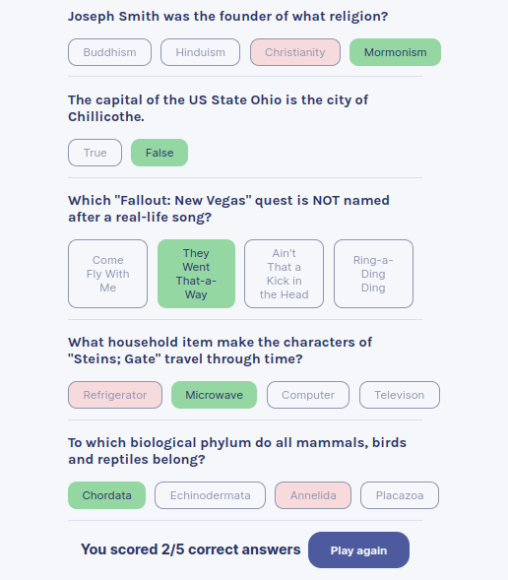 Joseph Smith was the founder of what religion?
Buddhism Hinduism Christianity Mormonism
The capital of the US State Ohio is the city of
Chillicothe.
True False
Which "Fallout: New Vegas" quest is NOT named
after a real-life song?
Come
Fly With
Me
They
Went
That-a-
Way
Ain't
That a
Kick in
the Head
Ring-a-
Ding
Ding
What household item make the characters of
"Steins; Gate" travel through time?
Refrigerator Microwave Computer Televison
To which biological phylum do all mammals, birds
and reptiles belong?
Chordata Echinodermata Annelida Placazoa
You scored 2/5 correct answers Play again